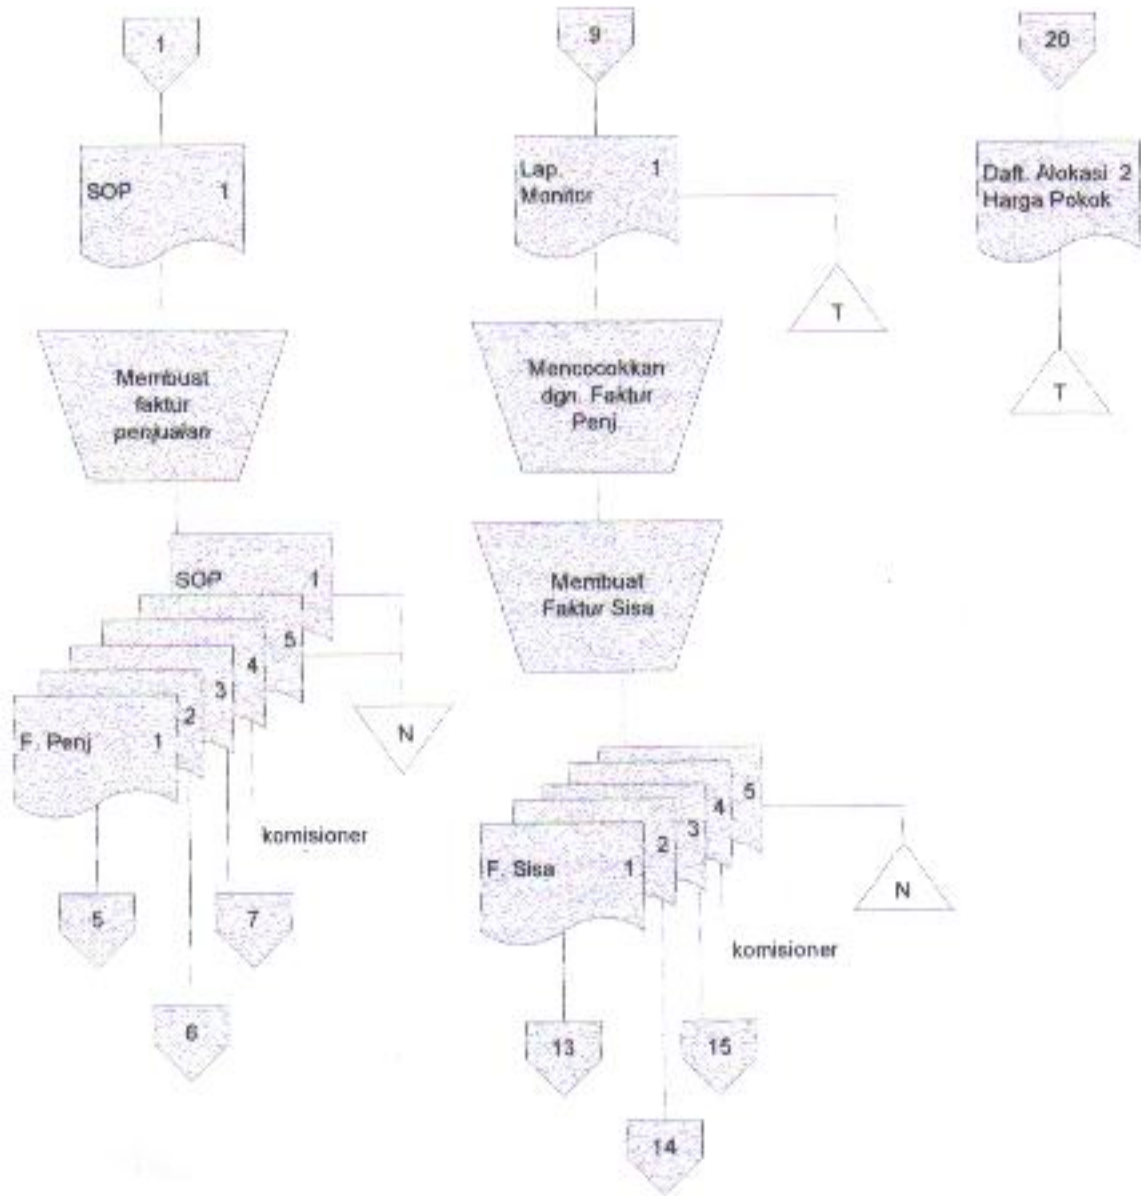 1
SOP 1
Membuat
faktur
penjualan
SOP 1
5
4
3
2
F. Penj 1
N
komisioner
5
7
6
9
Lap. 1
Monitor
T
Mencocokkan
dgn. Faktur
Penj.
Membuat
Faktur Sisa
5
4
3
2
F. Sisa 1
N
komisioner
13
15
14
20
Daft. Alokasi 2
Harga Pokok
T